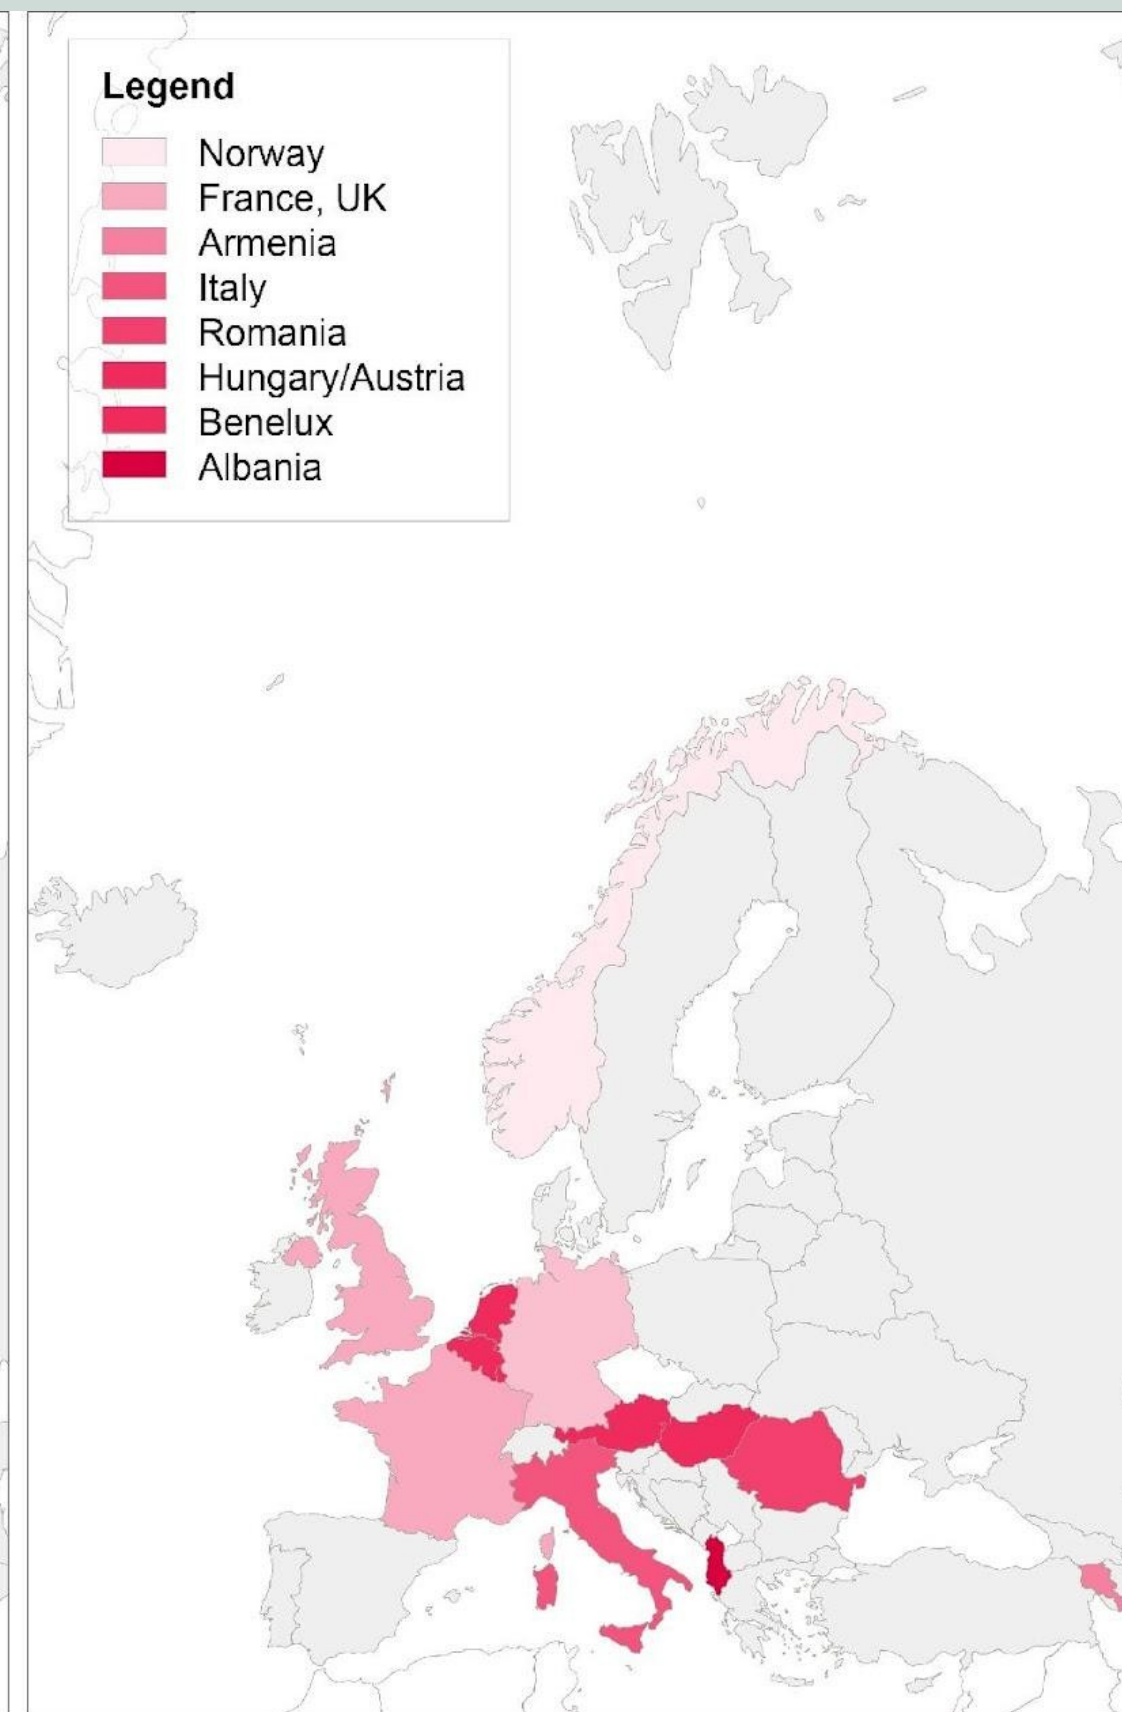 Legend
Norway
France, UK
Armenia
Italy
Romania
Hungary/Austria
Benelux
Albania